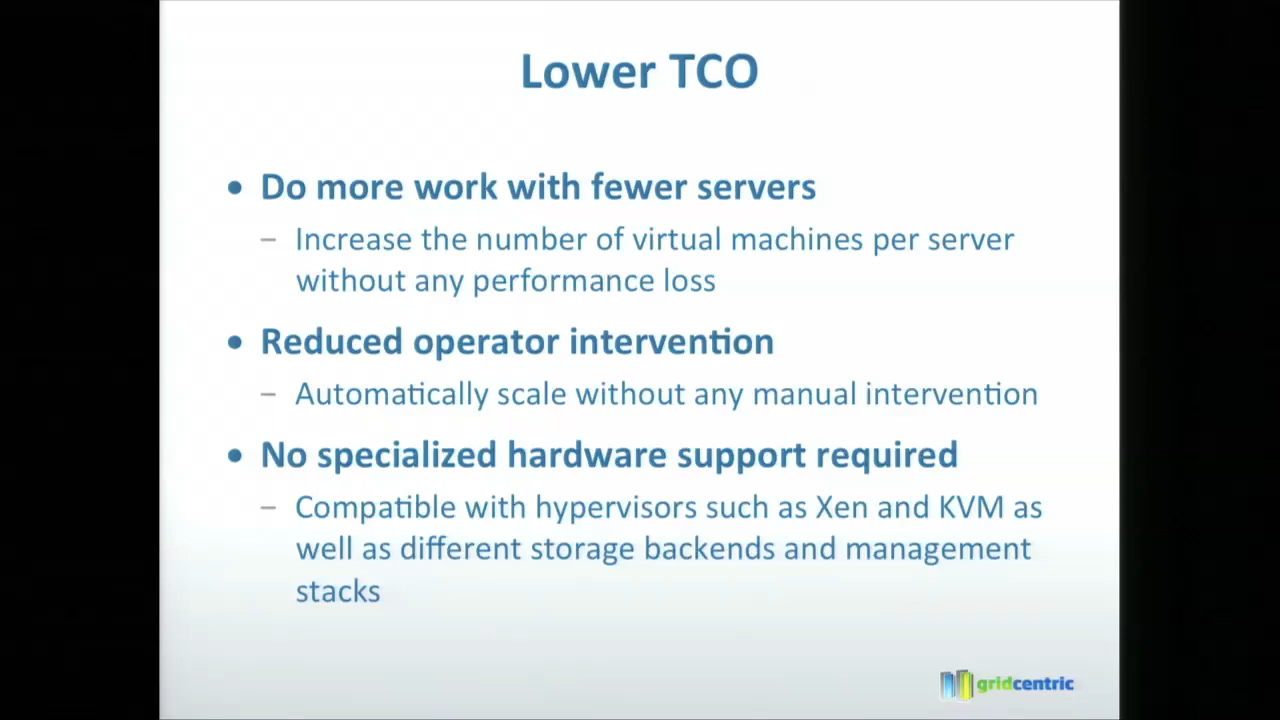 Lower TCO
• Do more work with fewer servers
– Increase the number of virtual machines per server
without any performance loss
• Reduced operator intervention
– Automatically scale without any manual intervention
• No specialized hardware support required
– Compatible with hypervisors such as Xen and KVM as
well as different storage backends and management
stacks
gridcentric